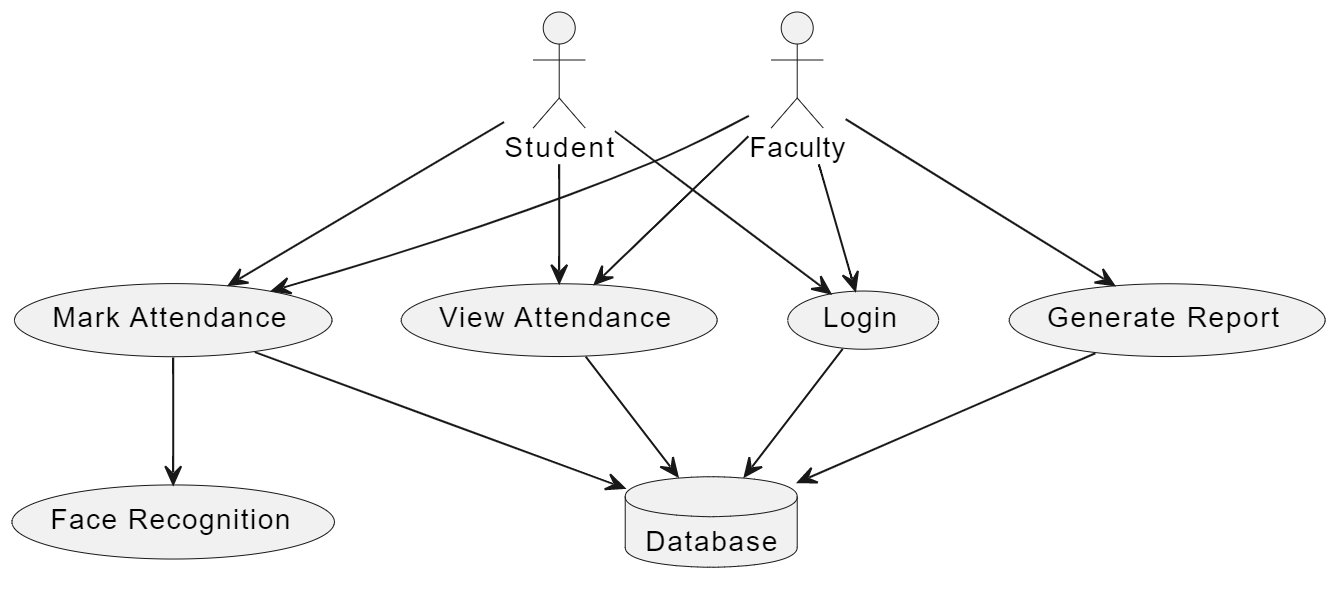 Student
Faculty
Mark Attendance
View Attendance
Login
Generate Report
Face Recognition
Database